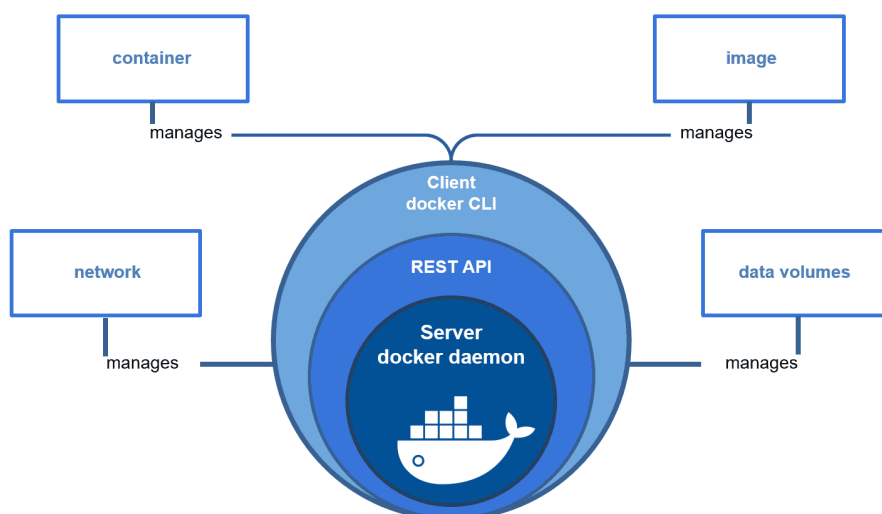 container
image
manages
manages
Client
docker CLI
network
REST API
data volumes
Server
docker daemon
manages
manages